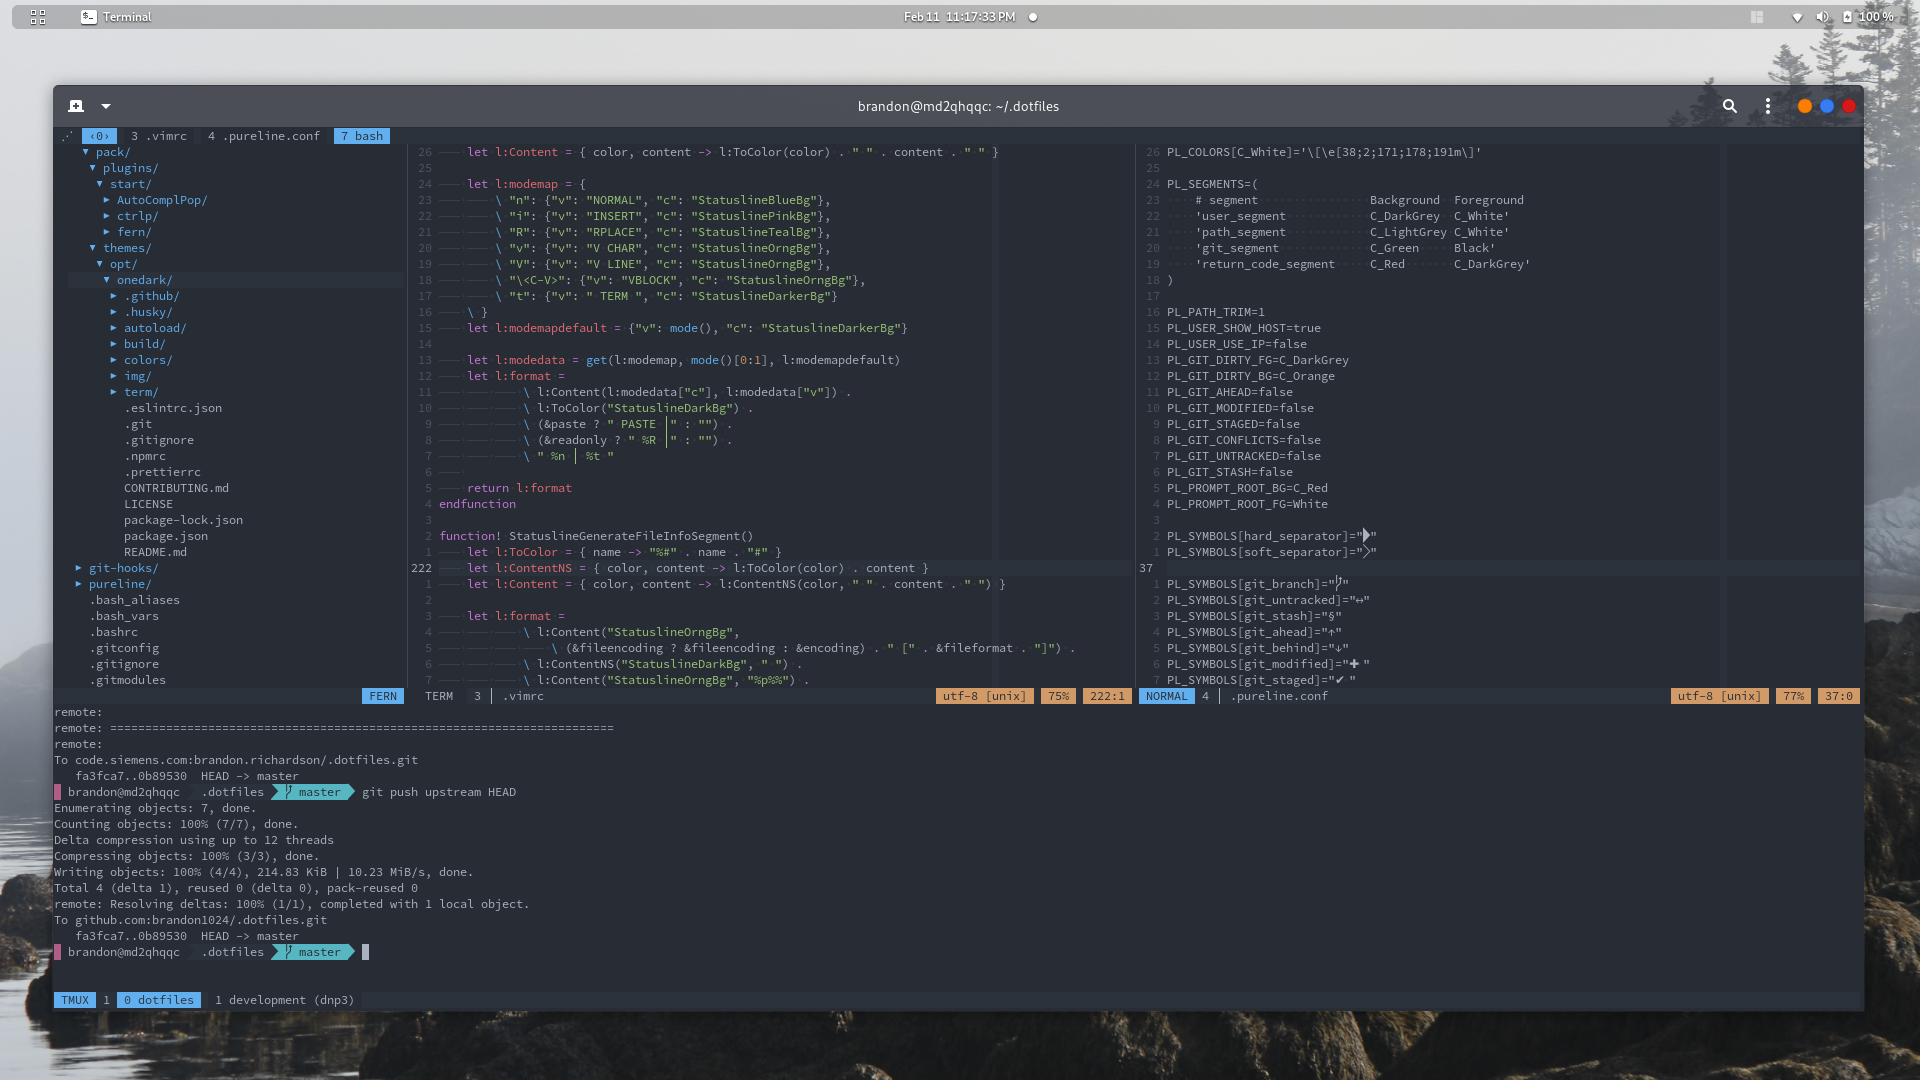 Terminal
Feb 11 11:17:33 PM
100 %
brandon@md2qhqqc: ~/.dotfiles
‹0› 3 .vimrc 4 .pureline.conf 7 bash
▾ pack/
▾ plugins/
▾ start/
▸ AutoComplPop/
▸ ctrlp/
▸ fern/
▾ themes/
▾ opt/
▾ onedark/
▸ .github/
▸ .husky/
▸ autoload/
▸ build/
▸ colors/
▸ img/
▸ term/
.eslintrc.json
.git
.gitignore
.npmrc
.prettierrc
CONTRIBUTING.md
LICENSE
package-lock.json
package.json
README.md
▸ git-hooks/
▸ pureline/
.bash_aliases
.bash_vars
.bashrc
.gitconfig
.gitignore
.gitmodules
FERN
26 let l:Content = { color, content -> l:ToColor(color) . " " . content . " " }
25
24 let l:modemap = {
23 \ "n": {"v": "NORMAL", "c": "StatuslineBlueBg"},
22 \ "i": {"v": "INSERT", "c": "StatuslinePinkBg"},
21 \ "R": {"v": "RPLACE", "c": "StatuslineTealBg"},
20 \ "v": {"v": "V CHAR", "c": "StatuslineOrngBg"},
19 \ "V": {"v": "V LINE", "c": "StatuslineOrngBg"},
18 \ "\<C-V>": {"v": "VBLOCK", "c": "StatuslineOrngBg"},
17 \ "t": {"v": " TERM ", "c": "StatuslineDarkerBg"}
16 \ }
15 let l:modemapdefault = {"v": mode(), "c": "StatuslineDarkerBg"}
14
13 let l:modedata = get(l:modemap, mode()[0:1], l:modemapdefault)
12 let l:format =
11 \ l:Content(l:modedata["c"], l:modedata["v"]) .
10 \ l:ToColor("StatuslineDarkBg") .
9 \ (&paste ? " PASTE │" : "") .
8 \ (&readonly ? " %R │" : "") .
7 \ " %n │ %t "
6
5 return l:format
4 endfunction
3
2 function! StatuslineGenerateFileInfoSegment()
1 let l:ToColor = { name -> "%#" . name . "#" }
222 let l:ContentNS = { color, content -> l:ToColor(color) . content }
1 let l:Content = { color, content -> l:ContentNS(color, " " . content . " ") }
2
3 let l:format =
4 \ l:Content("StatuslineOrngBg",
5 \ (&fileencoding ? &fileencoding : &encoding) . " [" . &fileformat . "]") .
6 \ l:ContentNS("StatuslineDarkBg", " ") .
7 \ l:Content("StatuslineOrngBg", "%p%%") .
TERM 3 │ .vimrc utf-8 [unix] 75% 222:1
26 PL_COLORS[C_White]='\[\e[38;2;171;178;191m\]'
25
24 PL_SEGMENTS=(
23 # segment Background Foreground
22 'user_segment C_DarkGrey C_White'
21 'path_segment C_LightGrey C_White'
20 'git_segment C_Green Black'
19 'return_code_segment C_Red C_DarkGrey'
18 )
17
16 PL_PATH_TRIM=1
15 PL_USER_SHOW_HOST=true
14 PL_USER_USE_IP=false
13 PL_GIT_DIRTY_FG=C_DarkGrey
12 PL_GIT_DIRTY_BG=C_Orange
11 PL_GIT_AHEAD=false
10 PL_GIT_MODIFIED=false
9 PL_GIT_STAGED=false
8 PL_GIT_CONFLICTS=false
7 PL_GIT_UNTRACKED=false
6 PL_GIT_STASH=false
5 PL_PROMPT_ROOT_BG=C_Red
4 PL_PROMPT_ROOT_FG=White
3
2 PL_SYMBOLS[hard_separator]=""
1 PL_SYMBOLS[soft_separator]=""
37
1 PL_SYMBOLS[git_branch]=""
2 PL_SYMBOLS[git_untracked]="↔"
3 PL_SYMBOLS[git_stash]="§"
4 PL_SYMBOLS[git_ahead]="↑"
5 PL_SYMBOLS[git_behind]="↓"
6 PL_SYMBOLS[git_modified]="✚ "
7 PL_SYMBOLS[git_staged]="✔ "
NORMAL 4 │ .pureline.conf utf-8 [unix] 77% 37:0
remote:
remote: ========================================================================
remote:
To code.siemens.com:brandon.richardson/.dotfiles.git
fa3fca7..0b89530 HEAD -> master
brandon@md2qhqqc .dotfiles master git push upstream HEAD
Enumerating objects: 7, done.
Counting objects: 100% (7/7), done.
Delta compression using up to 12 threads
Compressing objects: 100% (3/3), done.
Writing objects: 100% (4/4), 214.83 KiB | 10.23 MiB/s, done.
Total 4 (delta 1), reused 0 (delta 0), pack-reused 0
remote: Resolving deltas: 100% (1/1), completed with 1 local object.
To github.com:brandon1024/.dotfiles.git
fa3fca7..0b89530 HEAD -> master
brandon@md2qhqqc .dotfiles master
TMUX 1 0 dotfiles 1 development (dnp3)